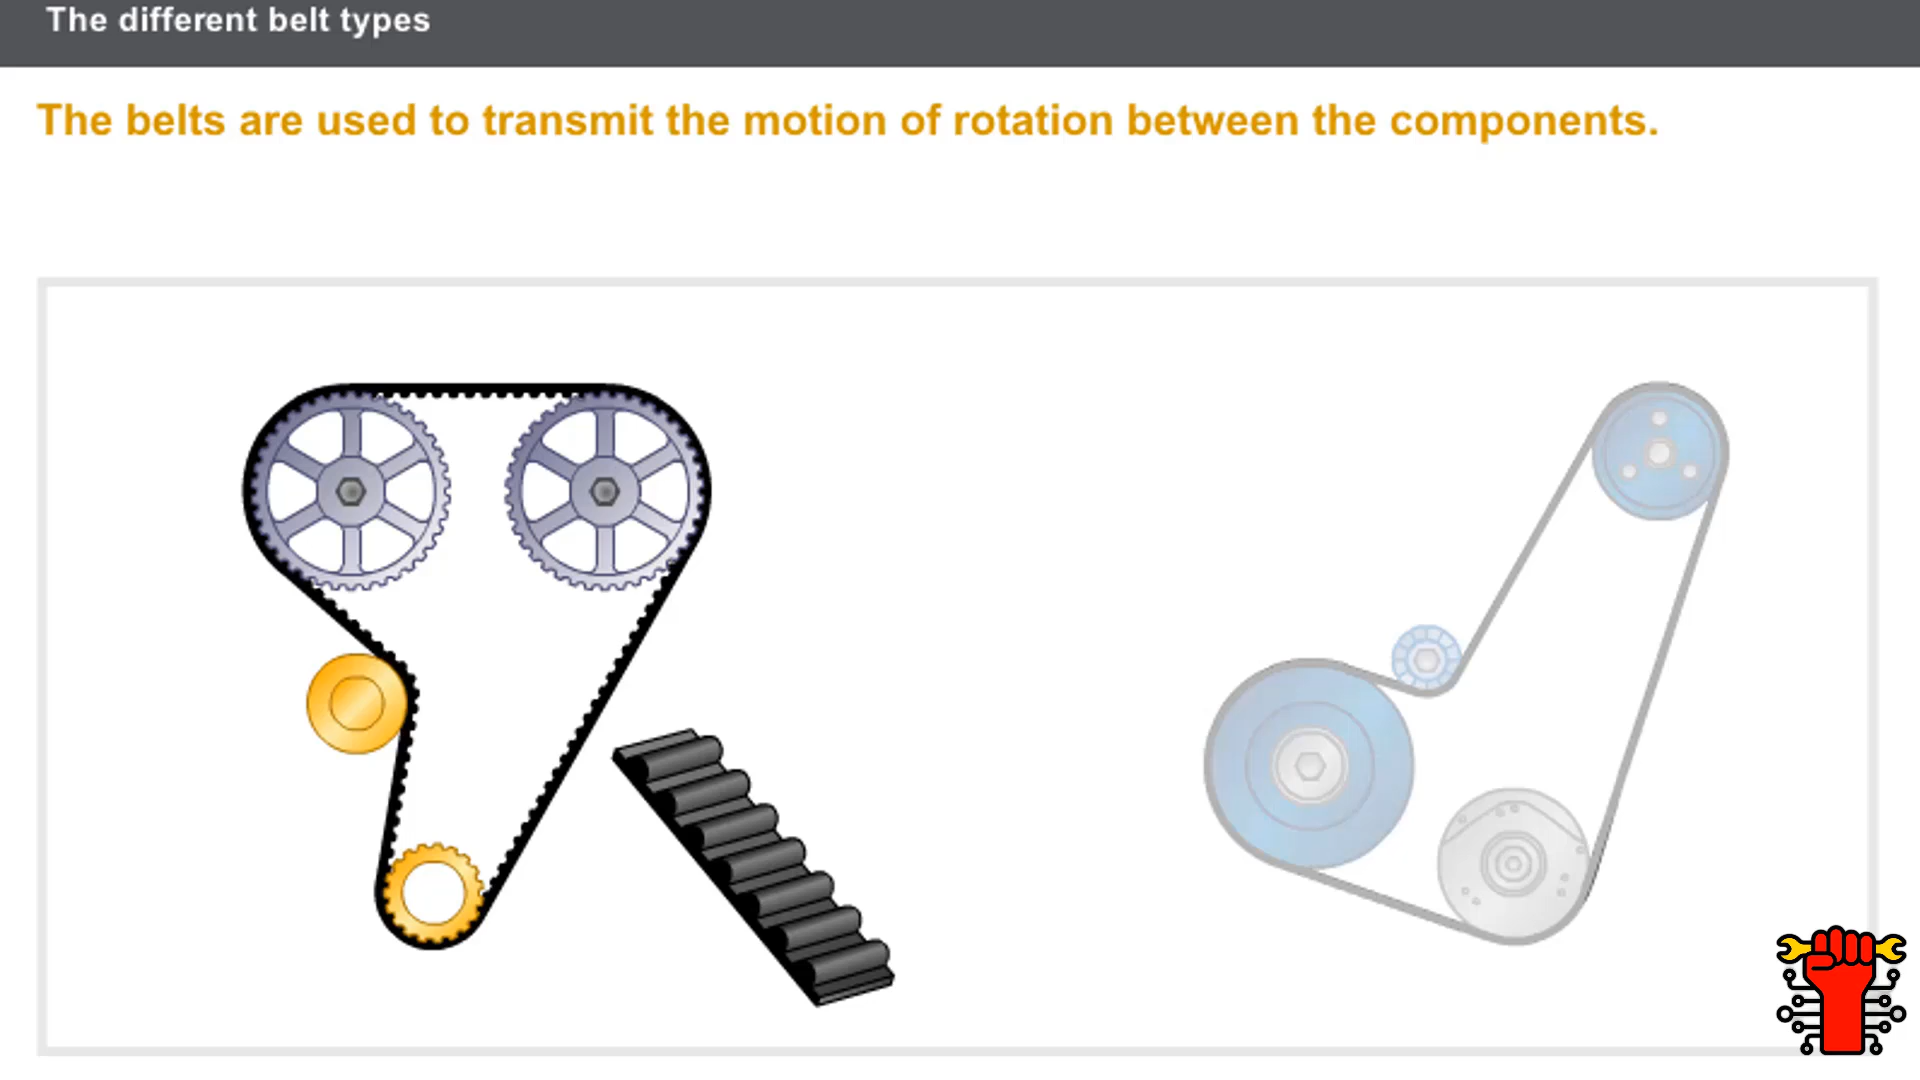 The different belt types
The belts are used to transmit the motion of rotation between the components.